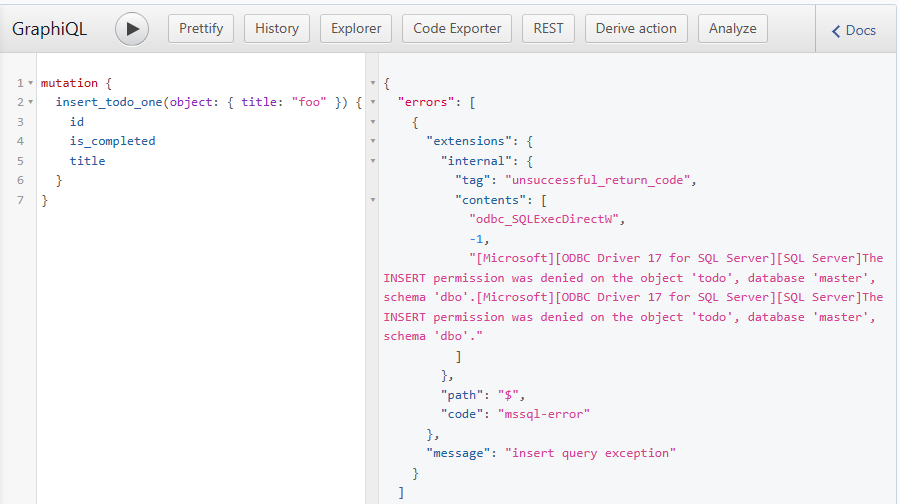 GraphiQL
Prettify
History
Explorer
Code Exporter
REST
Derive action
Analyze
Docs
1 mutation {
2 insert_todo_one(object: { title: "foo" }) {
3 id
4 is_completed
5 title
6 }
7 }
{
"errors": [
{
"extensions": {
"internal": {
"tag": "unsuccessful_return_code",
"contents": [
"odbc_SQLExecDirectW",
-1,
"[Microsoft][ODBC Driver 17 for SQL Server][SQL Server]The
INSERT permission was denied on the object 'todo', database 'master',
schema 'dbo'.[Microsoft][ODBC Driver 17 for SQL Server][SQL Server]The
INSERT permission was denied on the object 'todo', database 'master',
schema 'dbo'."
]
},
"path": "$",
"code": "mssql-error"
},
"message": "insert query exception"
}
]